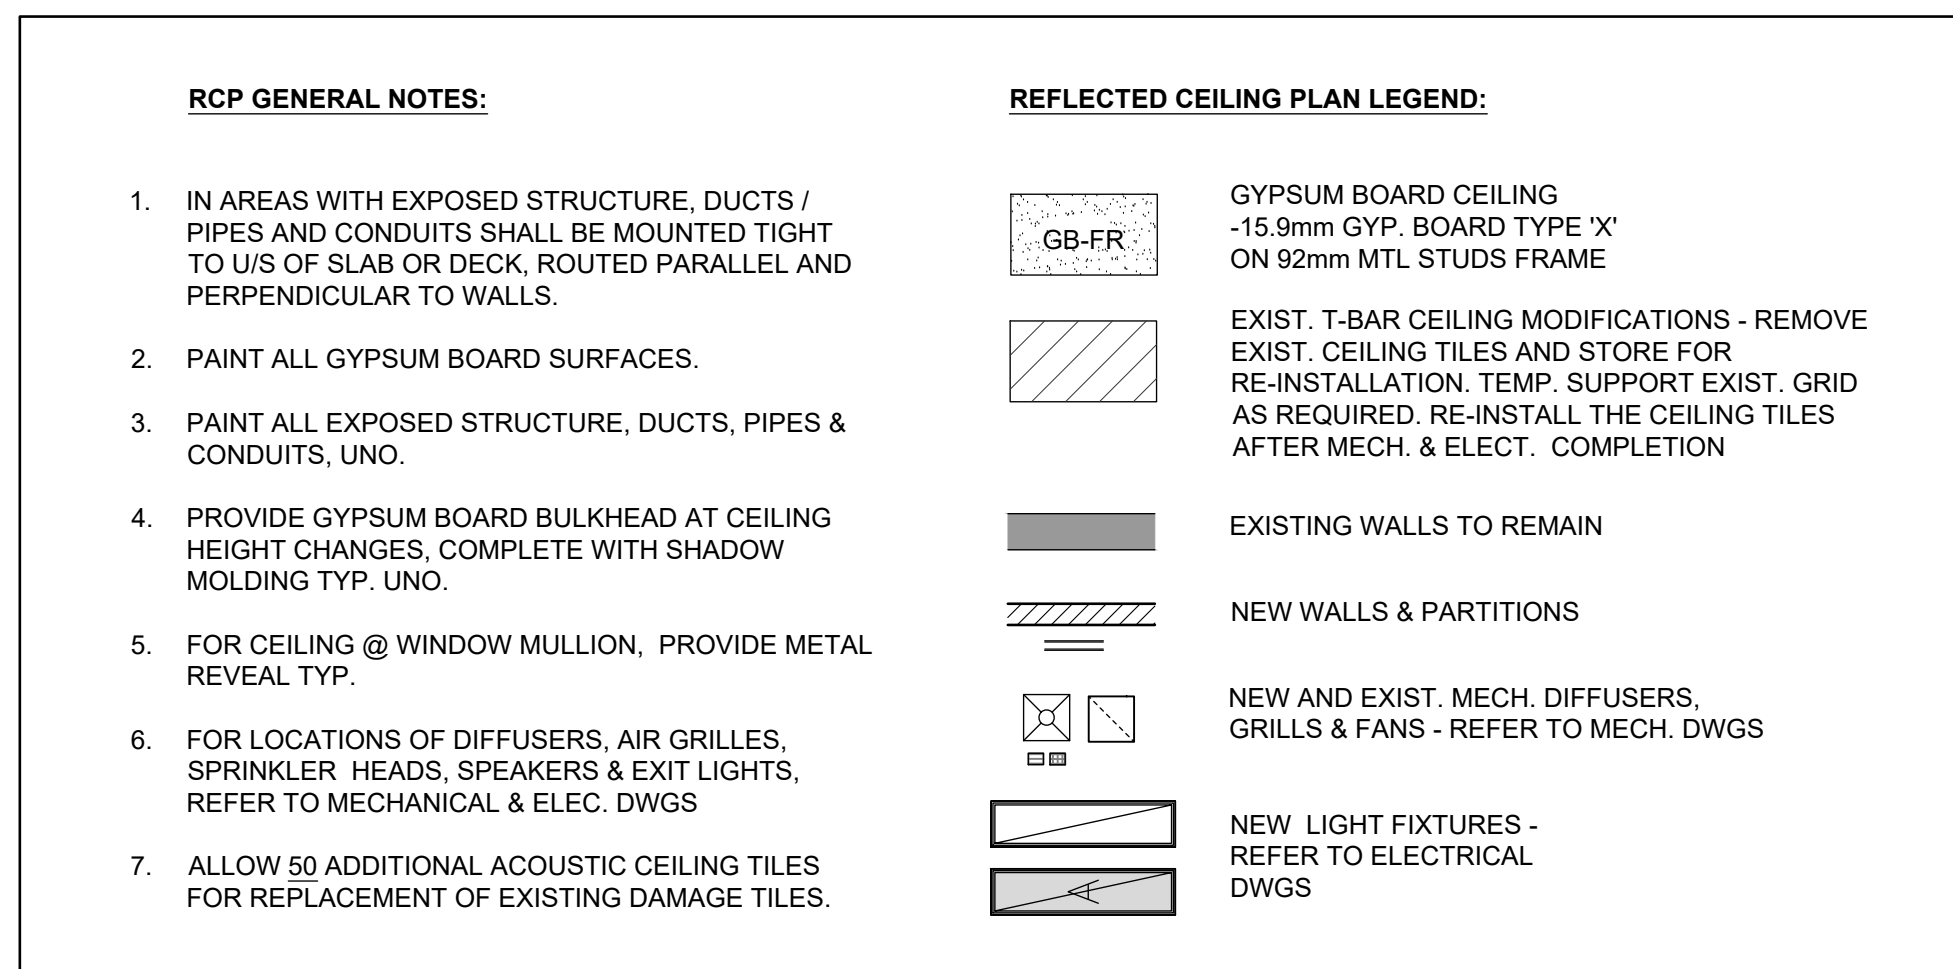 RCP GENERAL NOTES:
1. IN AREAS WITH EXPOSED STRUCTURE, DUCTS /
PIPES AND CONDUITS SHALL BE MOUNTED TIGHT
TO U/S OF SLAB OR DECK, ROUTED PARALLEL AND
PERPENDICULAR TO WALLS.
2. PAINT ALL GYPSUM BOARD SURFACES.
3. PAINT ALL EXPOSED STRUCTURE, DUCTS, PIPES &
CONDUITS, UNO.
4. PROVIDE GYPSUM BOARD BULKHEAD AT CEILING
HEIGHT CHANGES, COMPLETE WITH SHADOW
MOLDING TYP. UNO.
5. FOR CEILING @ WINDOW MULLION, PROVIDE METAL
REVEAL TYP.
6. FOR LOCATIONS OF DIFFUSERS, AIR GRILLES,
SPRINKLER HEADS, SPEAKERS & EXIT LIGHTS,
REFER TO MECHANICAL & ELEC. DWGS
7. ALLOW 50 ADDITIONAL ACOUSTIC CEILING TILES
FOR REPLACEMENT OF EXISTING DAMAGE TILES.
REFLECTED CEILING PLAN LEGEND:
GB-FR
GYPSUM BOARD CEILING
-15.9mm GYP. BOARD TYPE 'X'
ON 92mm MTL STUDS FRAME
EXIST. T-BAR CEILING MODIFICATIONS - REMOVE
EXIST. CEILING TILES AND STORE FOR
RE-INSTALLATION. TEMP. SUPPORT EXIST. GRID
AS REQUIRED. RE-INSTALL THE CEILING TILES
AFTER MECH. & ELECT. COMPLETION
EXISTING WALLS TO REMAIN
NEW WALLS & PARTITIONS
NEW AND EXIST. MECH. DIFFUSERS,
GRILLS & FANS - REFER TO MECH. DWGS
A
NEW LIGHT FIXTURES -
REFER TO ELECTRICAL
DWGS